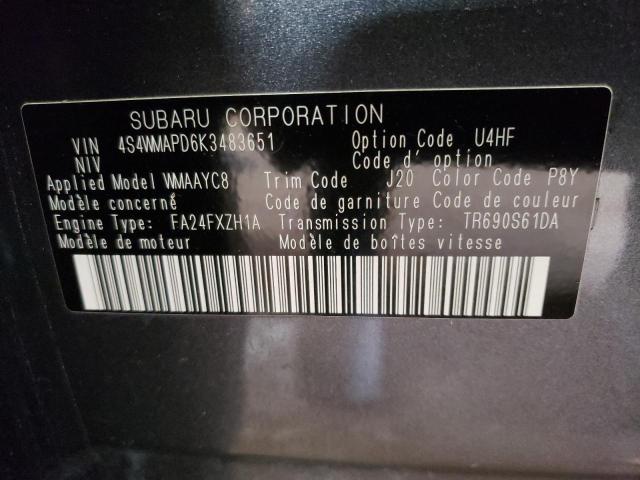 SUBARU CORPORATION
VIN 4S4WMAPD6K3483651 Option Code U4HF
NIV Code d' option
Applied Model WMAAYC8 Trim Code J20 Color Code P8Y
Modèle concerné Code de garniture Code de couleur
Engine Type: FA24FXZH1A Transmission Type: TR690S61DA
Modèle de moteur Modèle de boîtes vitesse